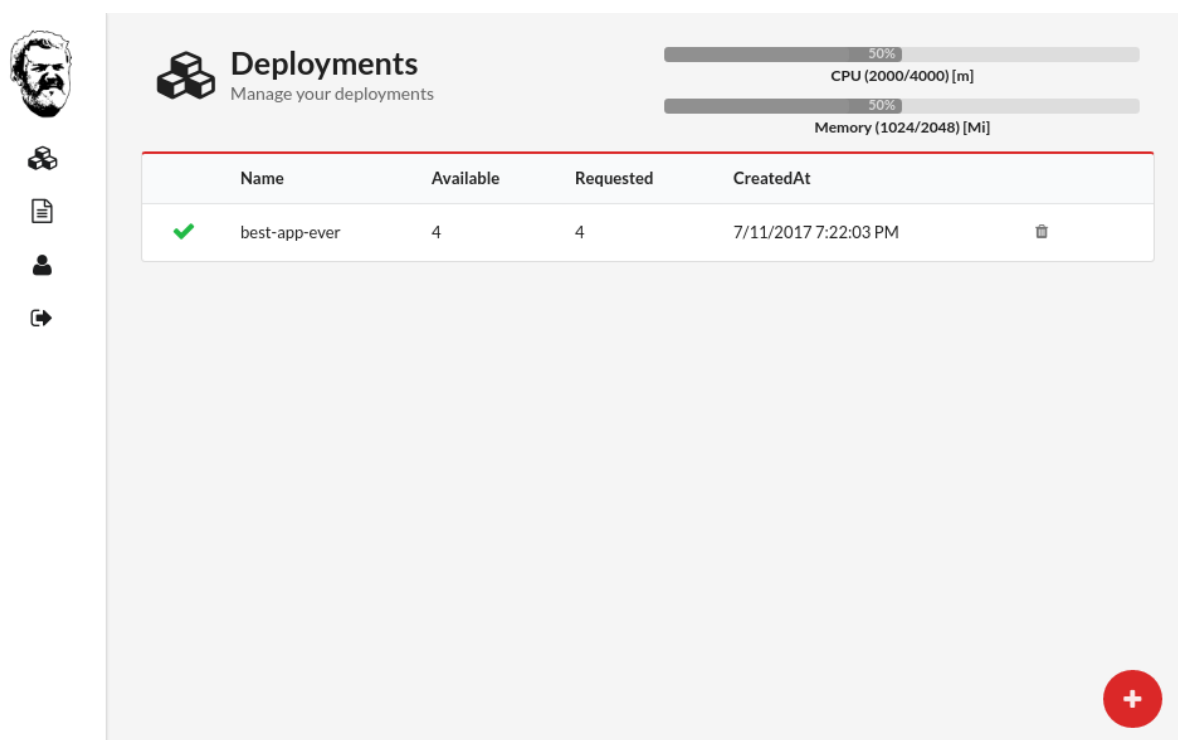 Deployments
Manage your deployments
50%
CPU (2000/4000) [m]
50%
Memory (1024/2048) [Mi]
Name Available Requested CreatedAt
best-app-ever 4 4 7/11/2017 7:22:03 PM